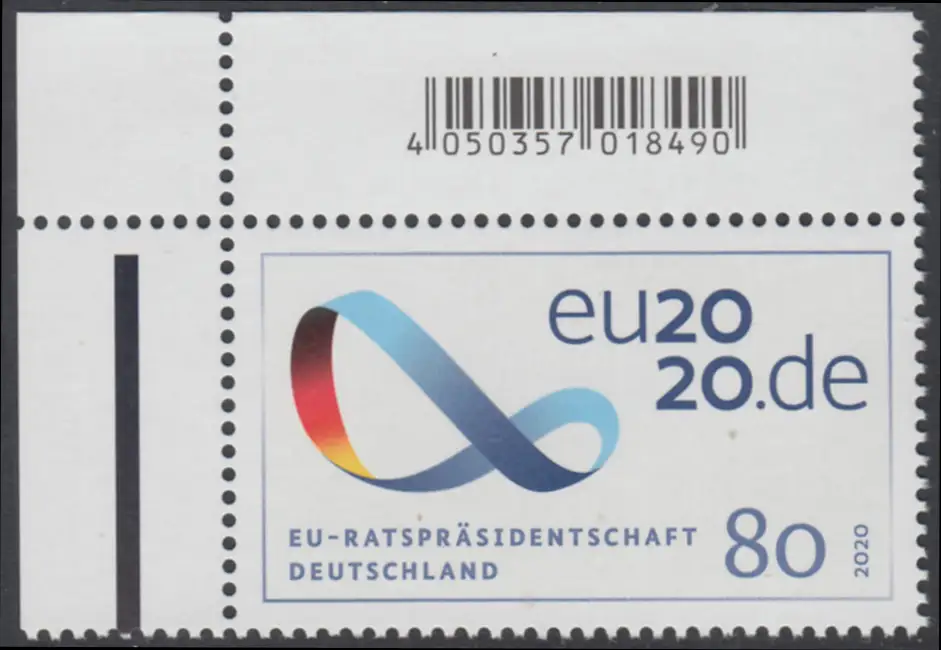 4 050357 018490
eu20
20.de
EU-RATSPRÄSIDENTSCHAFT
DEUTSCHLAND
80
2020